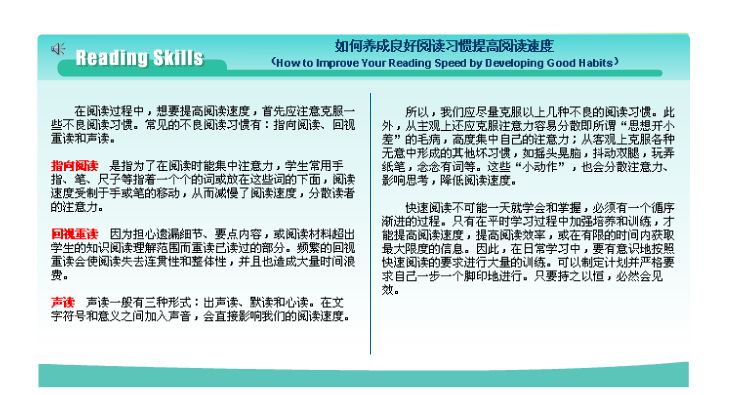 Reading Skills
如何养成良好阅读习惯提高阅读速度
（How to Improve Your Reading Speed by Developing Good Habits）
在阅读过程中，想要提高阅读速度，首先应注意克服一
些不良阅读习惯。常见的不良阅读习惯有：指向阅读、回视
重读和声读。
指向阅读 是指为了在阅读时能集中注意力，学生常用手
指、笔、尺子等指着一个个的词或放在这些词的下面，阅读
速度受制于手或笔的移动，从而减慢了阅读速度，分散读者
的注意力。
回视重读 因为担心遗漏细节、要点内容，或阅读材料超出
学生的知识阅读理解范围而重读已读过的部分。频繁的回视
重读会使阅读失去连贯性和整体性，并且也造成大量时间浪
费。
声读 声读一般有三种形式：出声读、默读和心读。在文
字符号和意义之间加入声音，会直接影响我们的阅读速度。
所以，我们应尽量克服以上几种不良的阅读习惯。此
外，从主观上还应克服注意力容易分散即所谓“思想开小
差”的毛病，高度集中自己的注意力；从客观上克服各种
无意中形成的其他坏习惯，如摇头晃脑，抖动双腿，玩弄
纸笔，念念有词等。这些“小动作”，也会分散注意力、
影响思考，降低阅读速度。
快速阅读不可能一天就学会和掌握，必须有一个循序
渐进的过程。只有在平时学习过程中加强培养和训练，才
能提高阅读速度，提高阅读效率，或在有限的时间内获取
最大限度的信息。因此，在日常学习中，要有意识地按照
快速阅读的要求进行大量的训练。可以制定计划并严格要
求自己一步一个脚印地进行。只要持之以恒，必然会见
效。